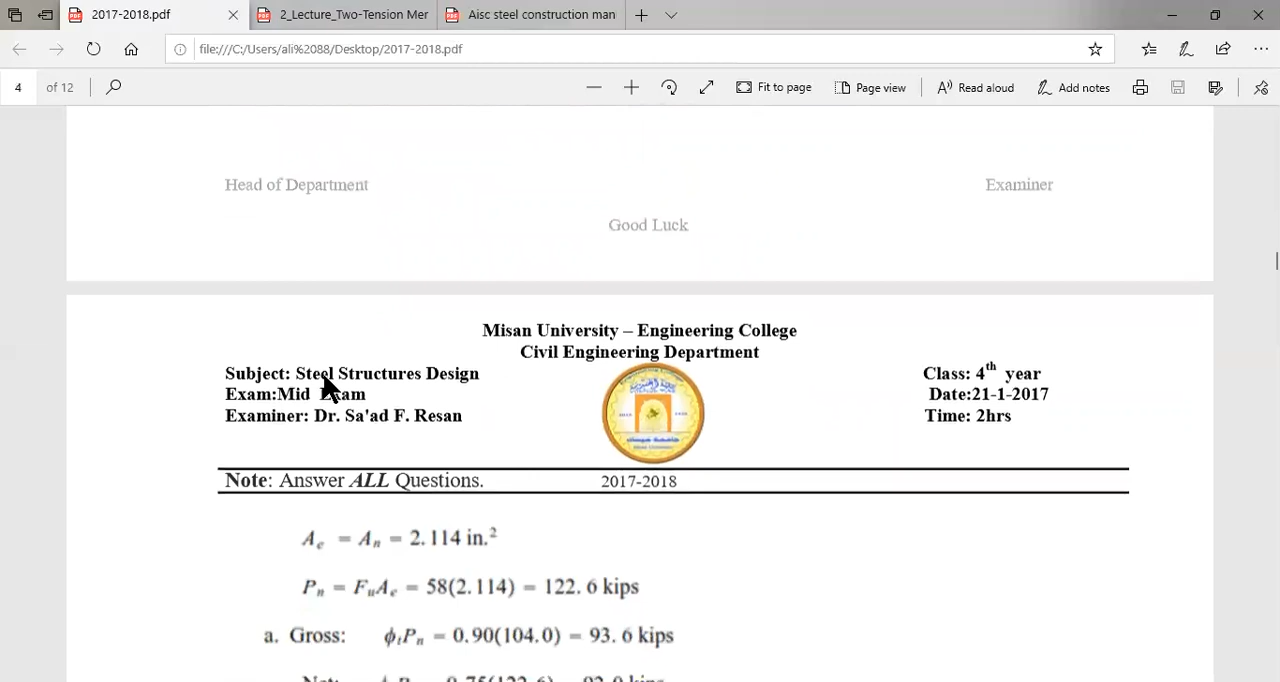 2017-2018.pdf
2_Lecture_Two-Tension Mer
Aisc steel construction man
file:///C:/Users/ali%2088/Desktop/2017-2018.pdf
4 of 12
Fit to page
Page view
Read aloud
Add notes
Head of Department
Examiner
Good Luck
Misan University – Engineering College
Civil Engineering Department
Subject: Steel Structures Design
Class: 4th year
Exam:Mid Exam
Date:21-1-2017
Examiner: Dr. Sa'ad F. Resan
Time: 2hrs
Note: Answer ALL Questions.
2017-2018
Ae = An = 2.114 in.²
Pn = FuAe = 58(2.114) = 122.6 kips
a. Gross: ϕtPn = 0.90(104.0) = 93.6 kips